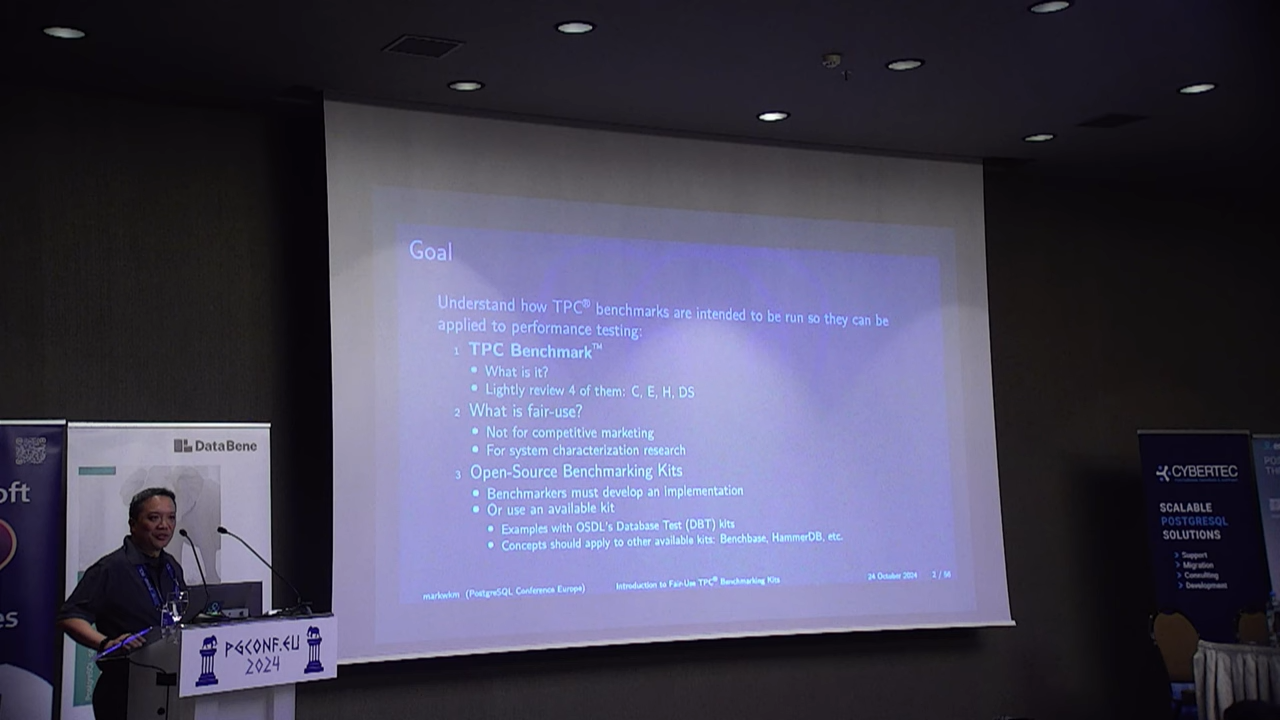 Goal
Understand how TPC® benchmarks are intended to be run so they can be
applied to performance testing:
1 TPC Benchmark™
• What is it?
• Lightly review 4 of them: C, E, H, DS
2 What is fair-use?
• Not for competitive marketing
• For system characterization research
3 Open-Source Benchmarking Kits
• Benchmarkers must develop an implementation
• Or use an available kit
• Examples with OSDL's Database Test (DBT) kits
• Concepts should apply to other available kits: Benchbase, HammerDB, etc.
markwkm (PostgreSQL Conference Europe)
Introduction to Fair-Use TPC® Benchmarking Kits
24 October 2024
DataBene
oft
es
PGCONF.EU
2024
CYBERTEC
SCALABLE
POSTGRESQL
SOLUTIONS
> Support
> Migration
> Consulting
> Development